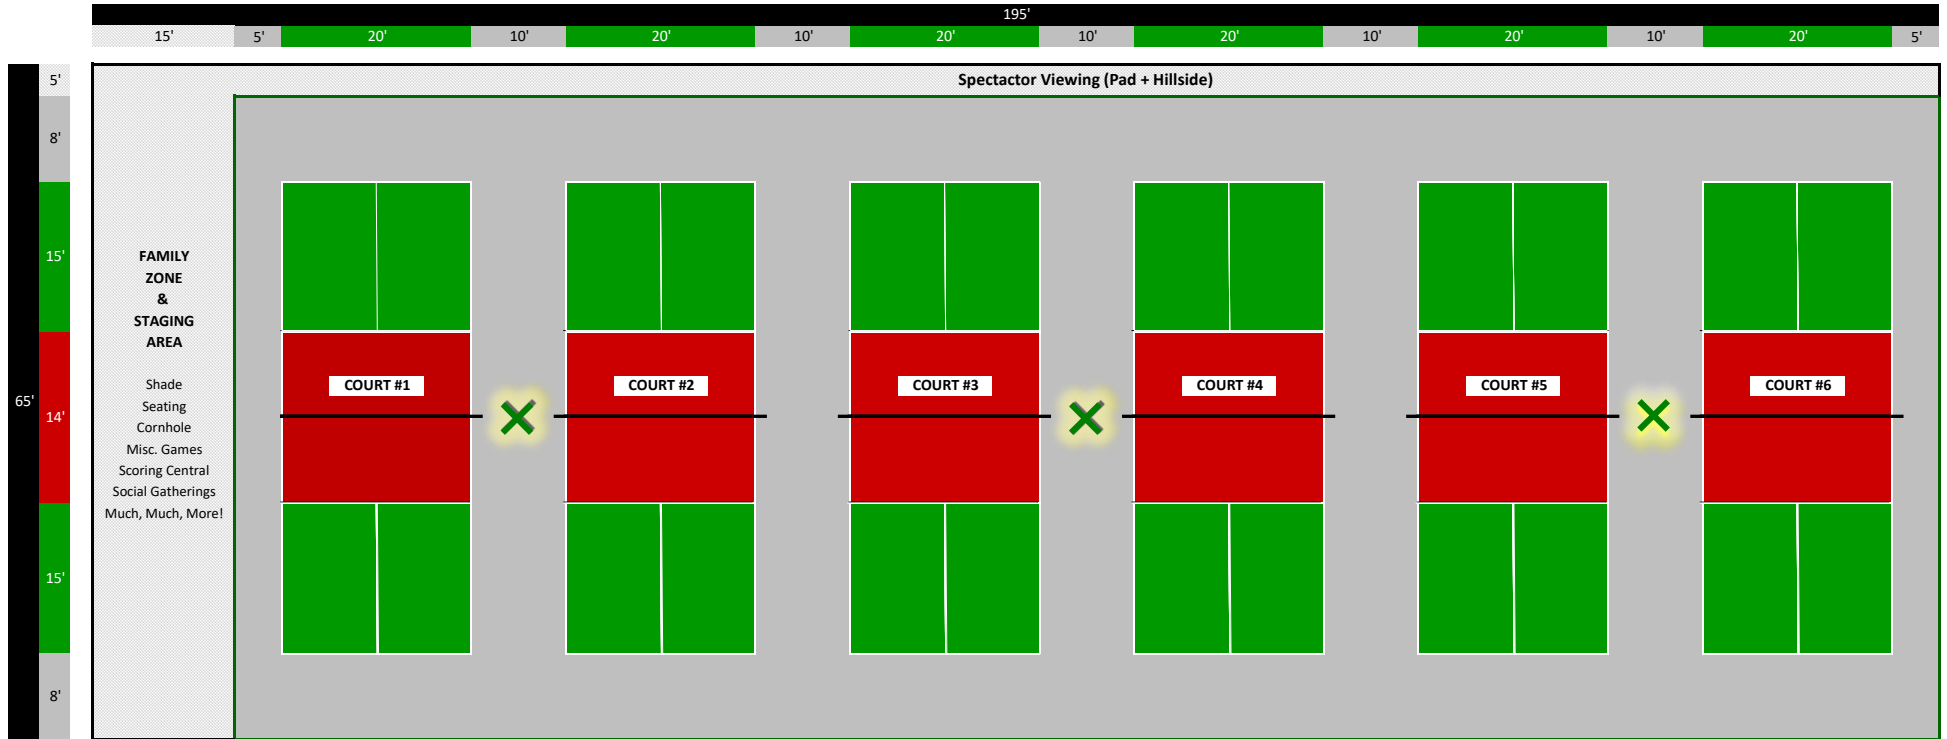 195'
15' 5' 20' 10' 20' 10' 20' 10' 20' 10' 20' 10' 20' 5'
5'
Spectactor Viewing (Pad + Hillside)
8'
15'
FAMILY
ZONE
&
STAGING
AREA
Shade
Seating
Cornhole
Misc. Games
Scoring Central
Social Gatherings
Much, Much, More!
COURT #1 COURT #2 COURT #3 COURT #4 COURT #5 COURT #6
65'
14'
15'
8'